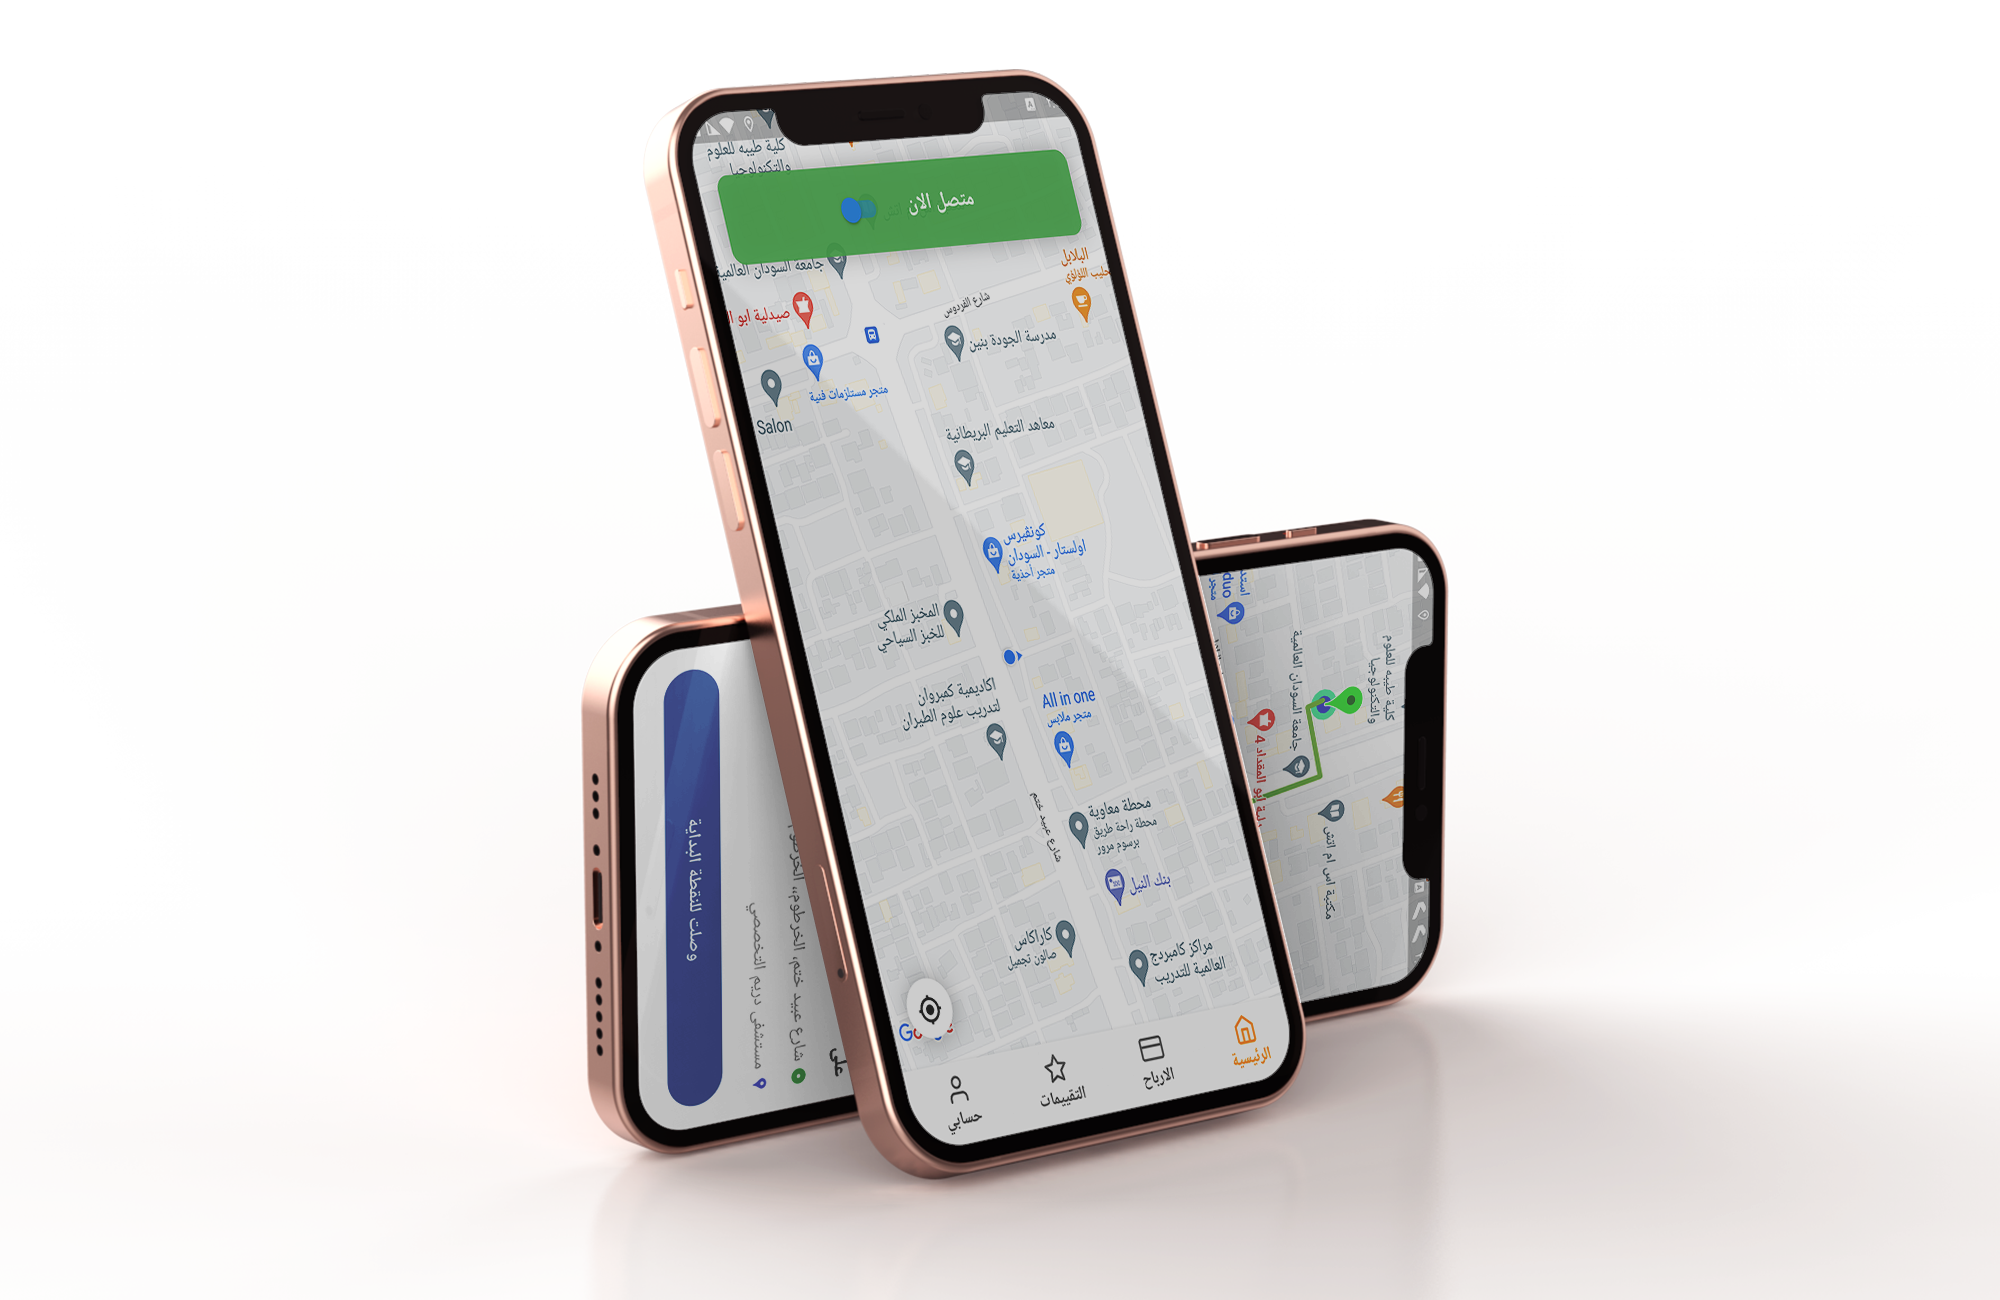 كلية طيبه للعلوم
والتكنولوجيا
متصل الان
جامعة السودان العالمية
البلابل
حليب اللؤلؤي
صيدلية ابو
شارع الفردوس
مدرسة الجودة بنين
متجر مستلزمات فنية
Salon
معاهد التعليم البريطانية
كونڤيرس
اولستار - السودان
متجر أحذية
المخبز الملكي
للخبز السياحي
اكاديمية كمبروان
لتدريب علوم الطيران
All in one
متجر ملابس
شارع عبيد ختم
محطة معاوية
محطة راحة طريق
برسوم مرور
بنك النيل
كاراكاس
صالون تجميل
مراكز كامبردج
العالمية للتدريب
Google
الرئيسية
الارباح
التقييمات
حسابي
على
شارع عبيد ختم، الخرطوم، الخرطوم
مستشفى دريم التخصصي
وصلت للنقطة البداية
كلية طيبه للعلوم
والتكنولوجيا
جامعة السودان العالمية
duo
متجر
ابو المقداد 4
مكتبة اس ام اتش